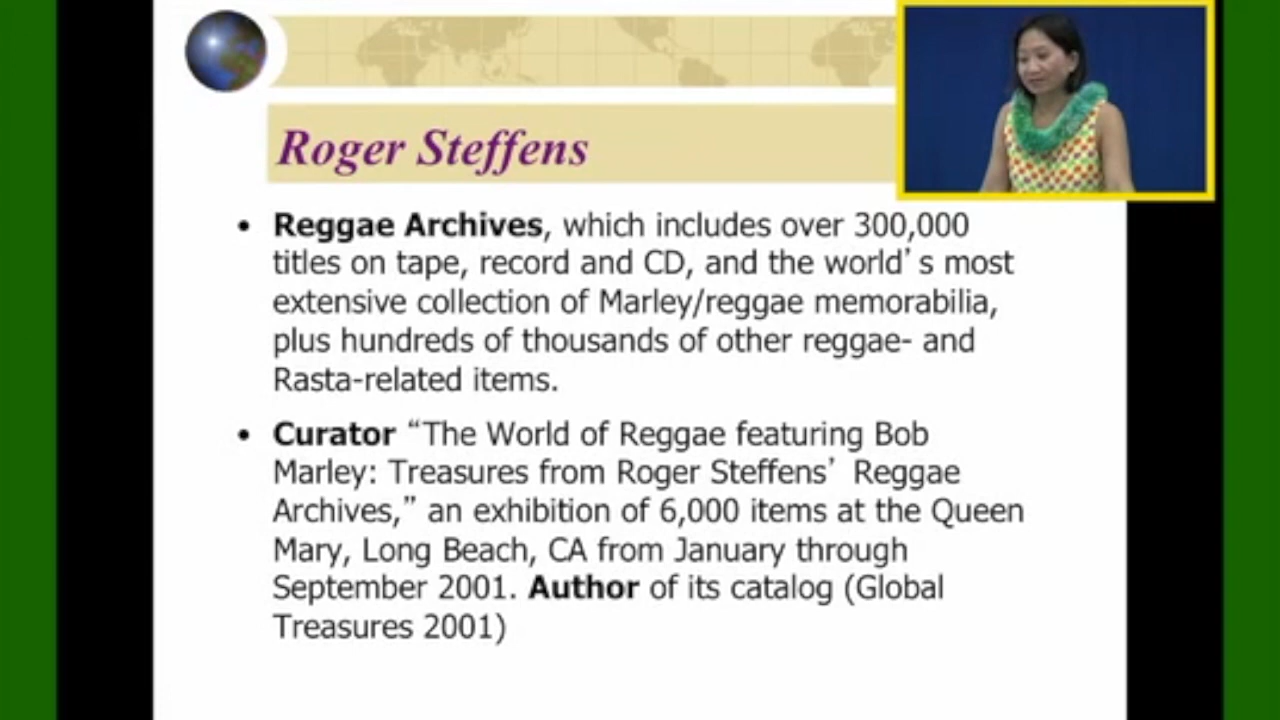 Roger Steffens
• Reggae Archives, which includes over 300,000
titles on tape, record and CD, and the world’s most
extensive collection of Marley/reggae memorabilia,
plus hundreds of thousands of other reggae- and
Rasta-related items.
• Curator “The World of Reggae featuring Bob
Marley: Treasures from Roger Steffens’ Reggae
Archives,” an exhibition of 6,000 items at the Queen
Mary, Long Beach, CA from January through
September 2001. Author of its catalog (Global
Treasures 2001)